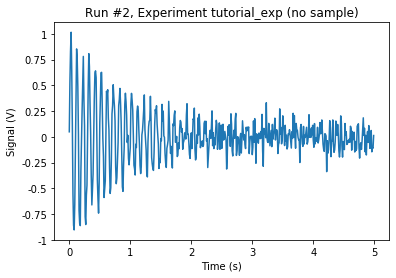 Run #2, Experiment tutorial_exp (no sample)
1
0.75
0.5
0.25
0
-0.25
-0.5
-0.75
-1
Signal (V)
0 1 2 3 4 5
Time (s)